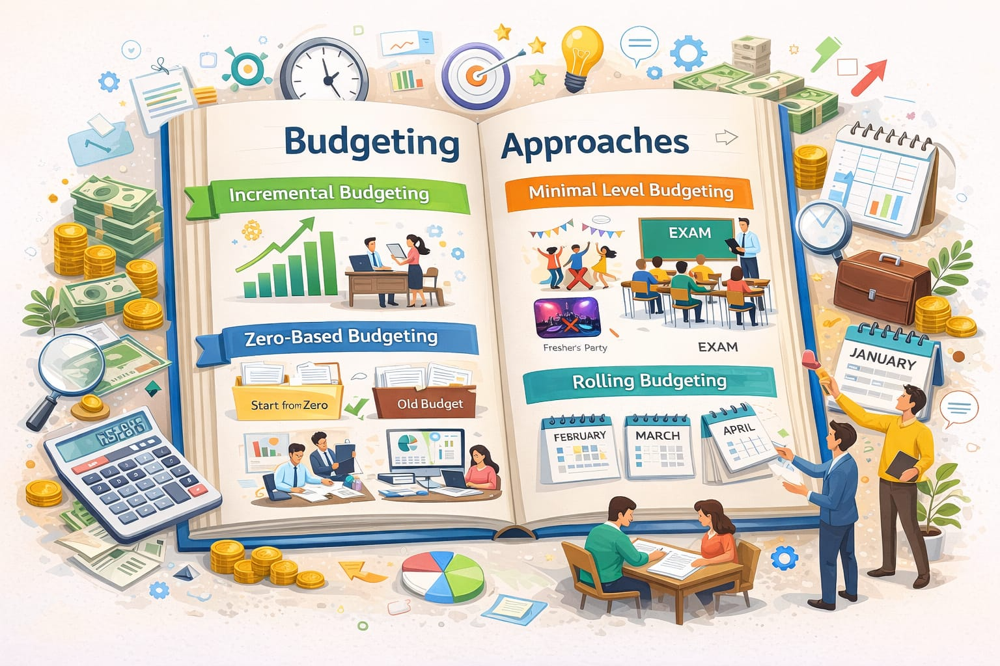 Budgeting Approaches
Incremental Budgeting
Zero-Based Budgeting
Start from Zero
Old Budget
Minimal Level Budgeting
EXAM
Fresher's Party
EXAM
Rolling Budgeting
FEBRUARY
MARCH
APRIL
JANUARY